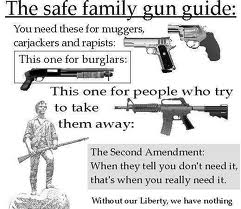 The safe family gun guide:
You need these for muggers,
carjackers and rapists:
This one for burglars:
This one for people who try
to take
them away:
The Second Amendment:
When they tell you don't need it,
that's when you really need it.
Without our Liberty, we have nothing